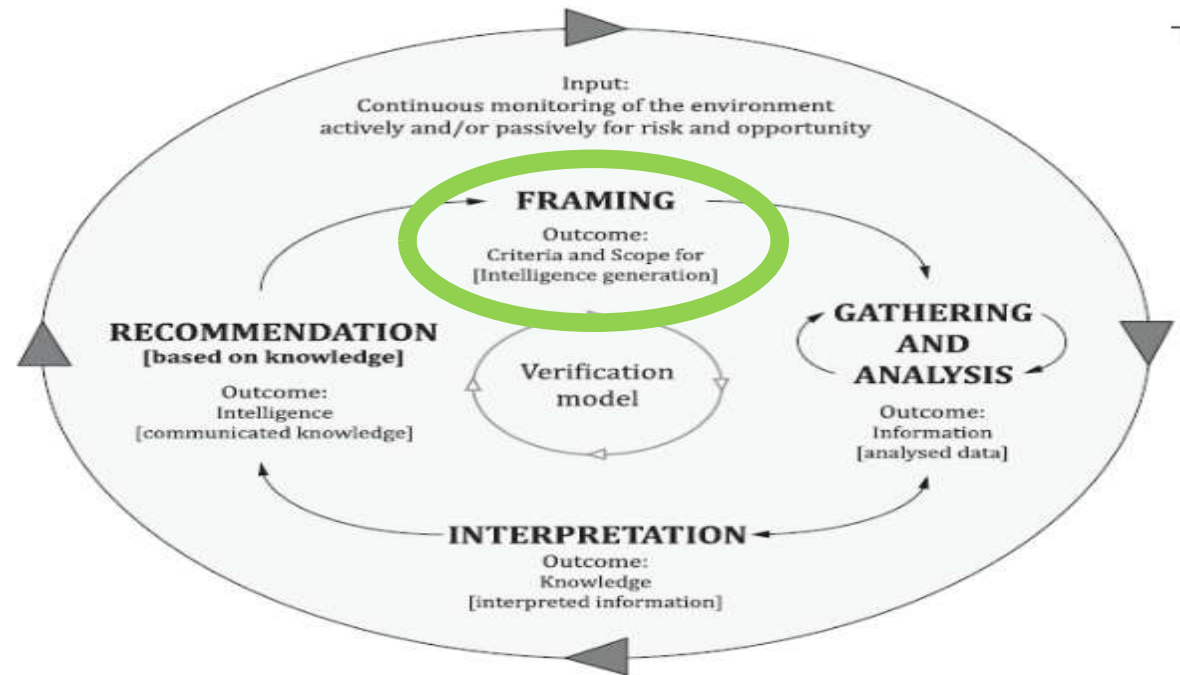 Input:
Continuous monitoring of the environment
actively and/or passively for risk and opportunity
FRAMING
Outcome:
Criteria and Scope for
[Intelligence generation]
GATHERING
AND
ANALYSIS
Outcome:
Information
[analysed data]
RECOMMENDATION
[based on knowledge]
Outcome:
Intelligence
[communicated knowledge]
Verification
model
INTERPRETATION
Outcome:
Knowledge
[interpreted information]